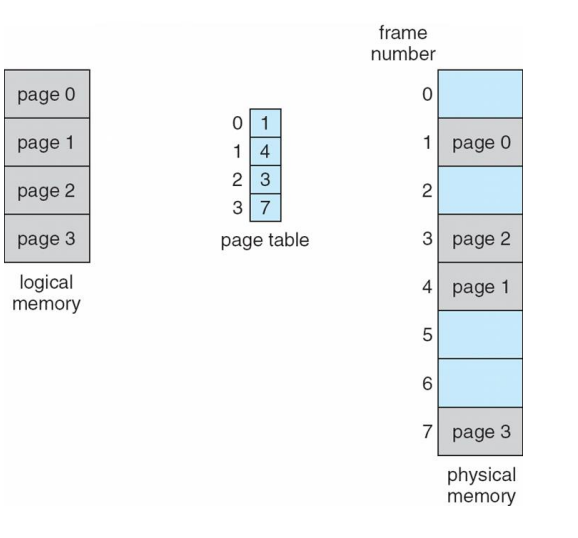 frame
number
page 0
page 1
page 2
page 3
logical
memory
0 1
1 4
2 3
3 7
page table
0
1 page 0
2
3 page 2
4 page 1
5
6
7 page 3
physical
memory